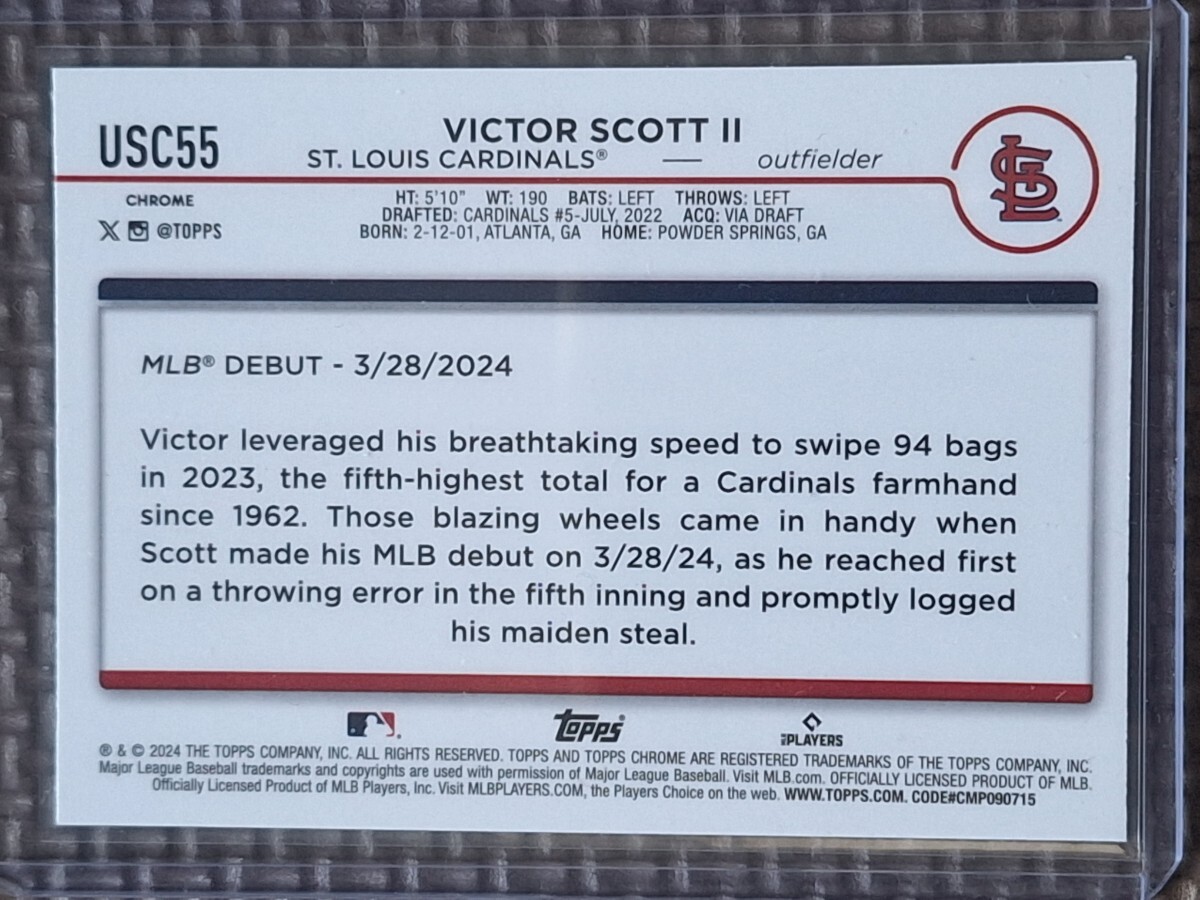 USC55
VICTOR SCOTT II
ST. LOUIS CARDINALS® — outfielder
STL
CHROME
X @TOPPS
HT: 5'10" WT: 190 BATS: LEFT THROWS: LEFT
DRAFTED: CARDINALS #5-JULY, 2022 ACQ: VIA DRAFT
BORN: 2-12-01, ATLANTA, GA HOME: POWDER SPRINGS, GA
MLB® DEBUT - 3/28/2024
Victor leveraged his breathtaking speed to swipe 94 bags
in 2023, the fifth-highest total for a Cardinals farmhand
since 1962. Those blazing wheels came in handy when
Scott made his MLB debut on 3/28/24, as he reached first
on a throwing error in the fifth inning and promptly logged
his maiden steal.
Topps®
MLBPLAYERS
® & © 2024 THE TOPPS COMPANY, INC. ALL RIGHTS RESERVED. TOPPS AND TOPPS CHROME ARE REGISTERED TRADEMARKS OF THE TOPPS COMPANY, INC.
Major League Baseball trademarks and copyrights are used with permission of Major League Baseball. Visit MLB.com. OFFICIALLY LICENSED PRODUCT OF MLB.
Officially Licensed Product of MLB Players, Inc. Visit MLBPLAYERS.COM, the Players Choice on the web. WWW.TOPPS.COM. CODE#CMP090715